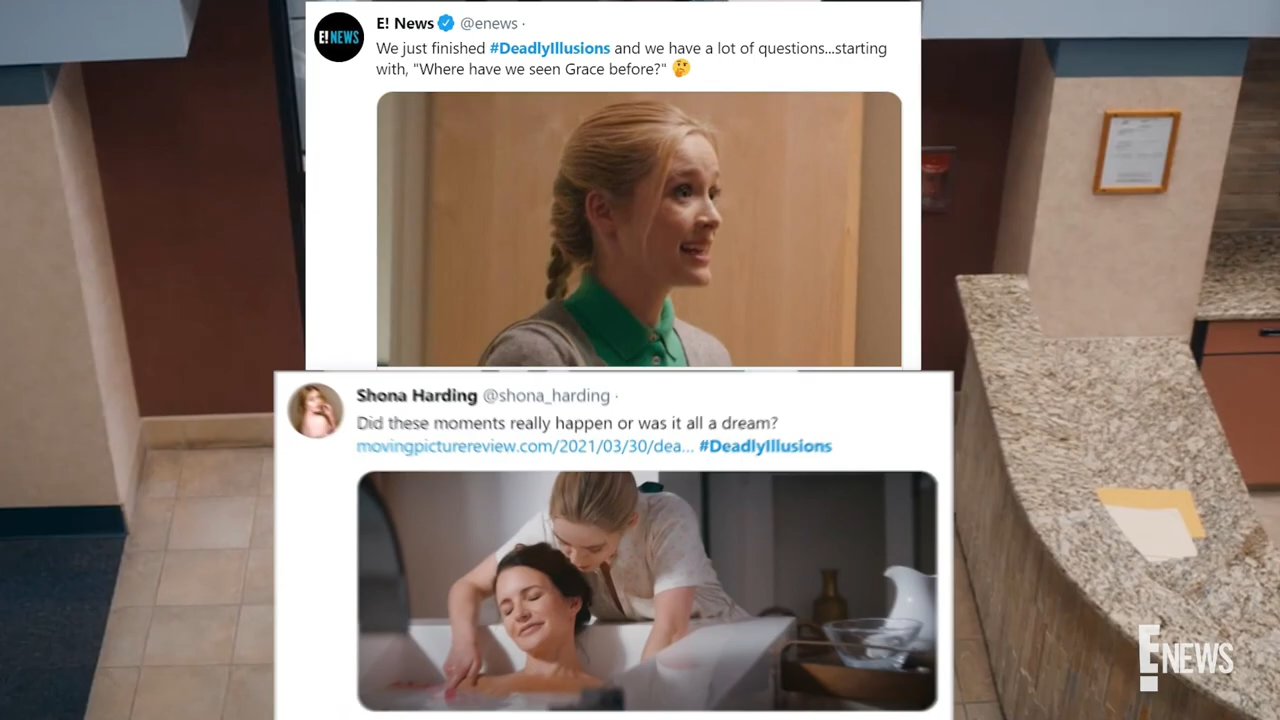 E! News @enews ·
E! NEWS
We just finished #DeadlyIllusions and we have a lot of questions...starting
with, "Where have we seen Grace before?" 🤔
Shona Harding @shona_harding ·
Did these moments really happen or was it all a dream?
movingpicturereview.com/2021/03/30/dea... #DeadlyIllusions
E! NEWS